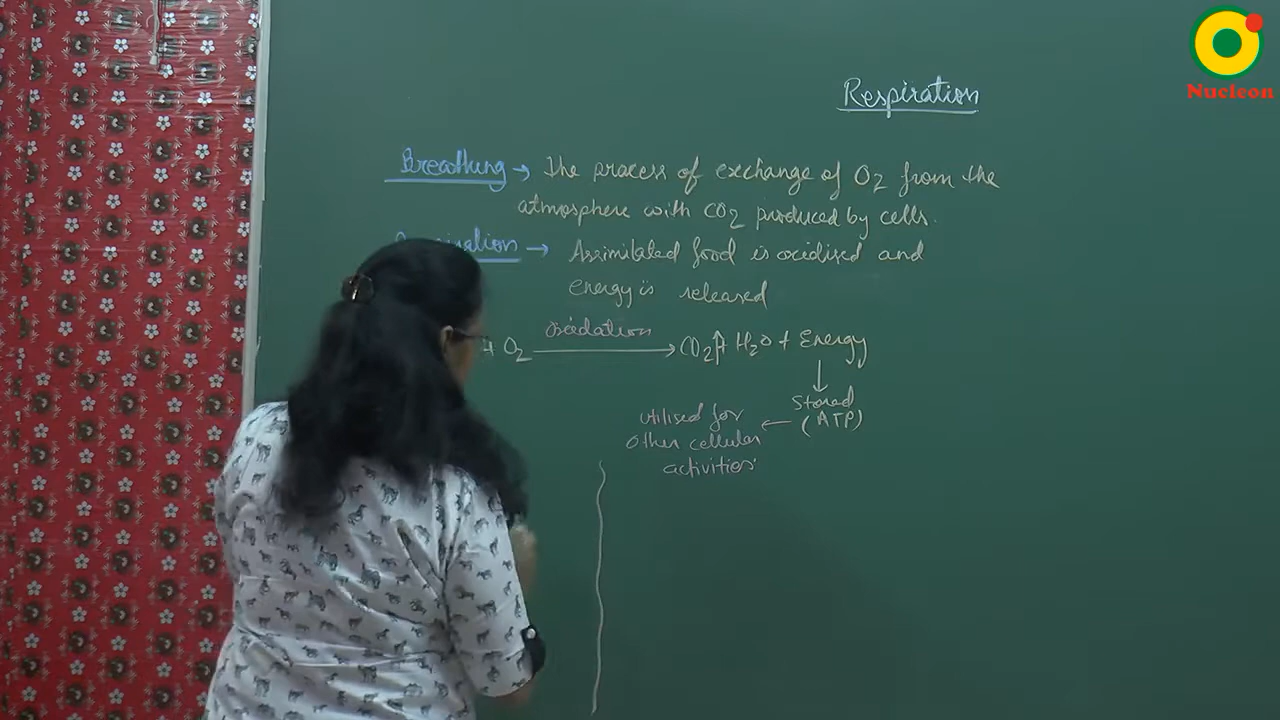 Nucleon
Respiration
Breathing → The process of exchange of O2 from the
atmosphere with CO2 produced by cells.
→ Assimilated food is oxidised and
energy is released
Oxidation
+ O2 → CO2↑ + H2O + Energy
↓
Stored
(ATP)
← utilised for
other cellular
activities